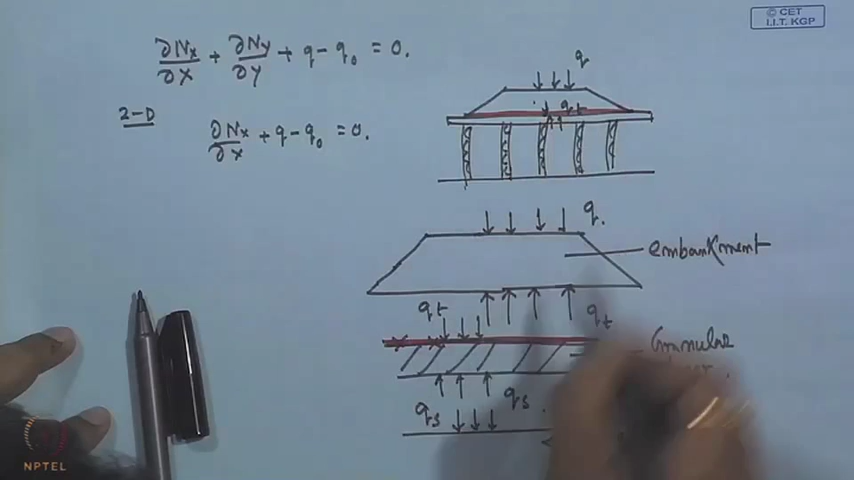 © CET
I.I.T. KGP
∂Nx/∂x + ∂Ny/∂y + q - q₀ = 0.
2-D
∂Nx/∂x + q - q₀ = 0.
q
qt
q.
embankment
qt
qt
Granular
qs
qs
NPTEL